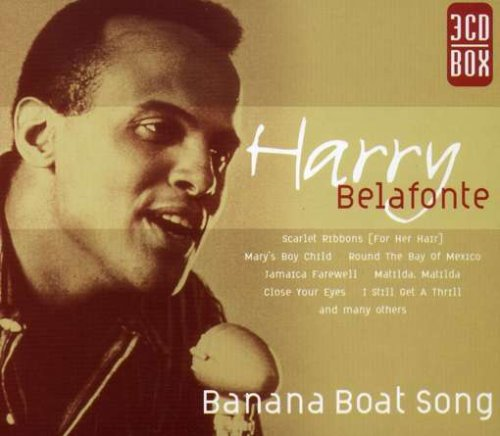 3CD
BOX
Harry
Belafonte
Scarlet Ribbons [For Her Hair]
Mary's Boy Child   Round The Bay Of Mexico
Jamaica Farewell   Matilda, Matilda
Close Your Eyes   I Still Get A Thrill
and many others
Banana Boat Song